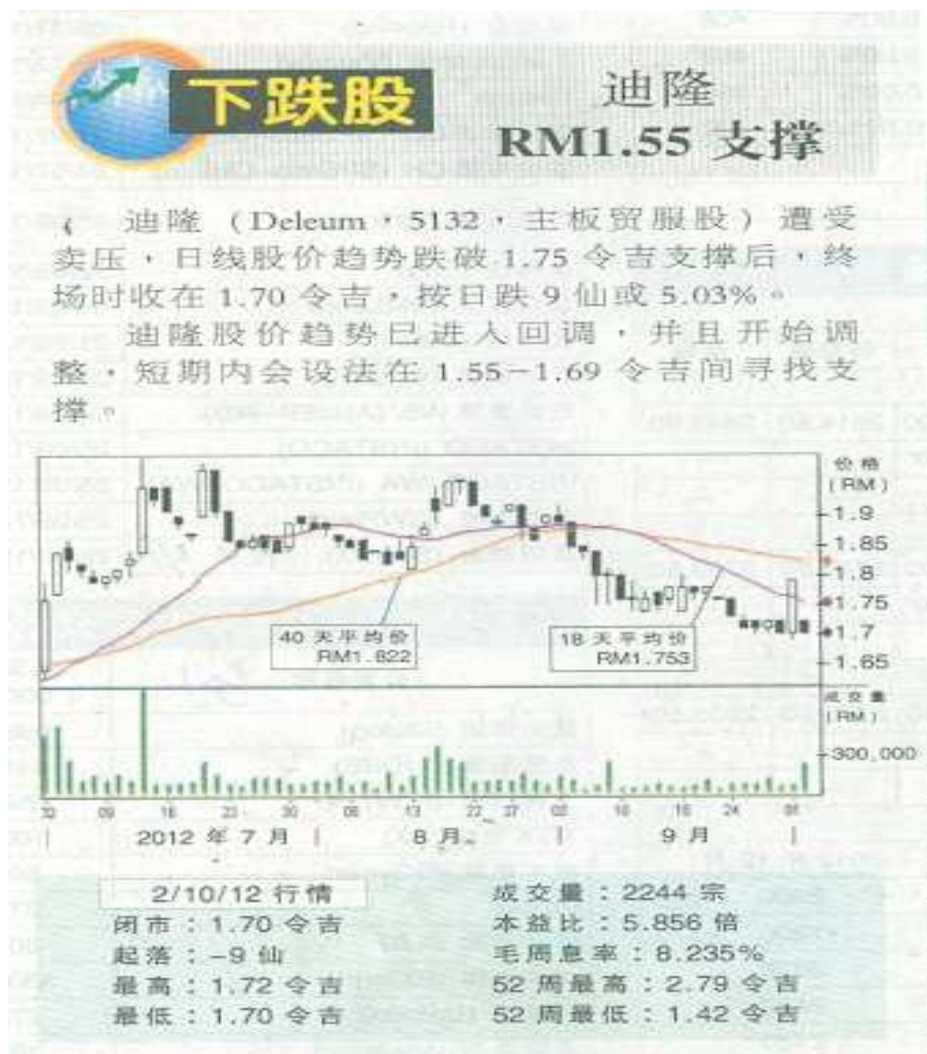 下跌股
迪隆
RM1.55 支撑
迪隆（Deleum，5132，主板贸服股）遭受
卖压，日线股价趋势跌破 1.75 令吉支撑后，终
场时收在 1.70 令吉，按日跌 9 仙或 5.03%。
迪隆股价趋势已进入回调，并且开始调
整，短期内会设法在 1.55-1.69 令吉间寻找支
撑。
价格
(RM)
1.9
1.85
1.8
1.75
1.7
1.65
40 天平均价
RM1.822
18 天平均价
RM1.753
成交量
(RM)
300,000
09 16 23 30 06 13 22 27 24
2012 年 7 月 8 月 9 月
2/10/12 行情
闭市：1.70 令吉
起落：-9 仙
最高：1.72 令吉
最低：1.70 令吉
成交量：2244 宗
本益比：5.856 倍
毛周息率：8.235%
52 周最高：2.79 令吉
52 周最低：1.42 令吉